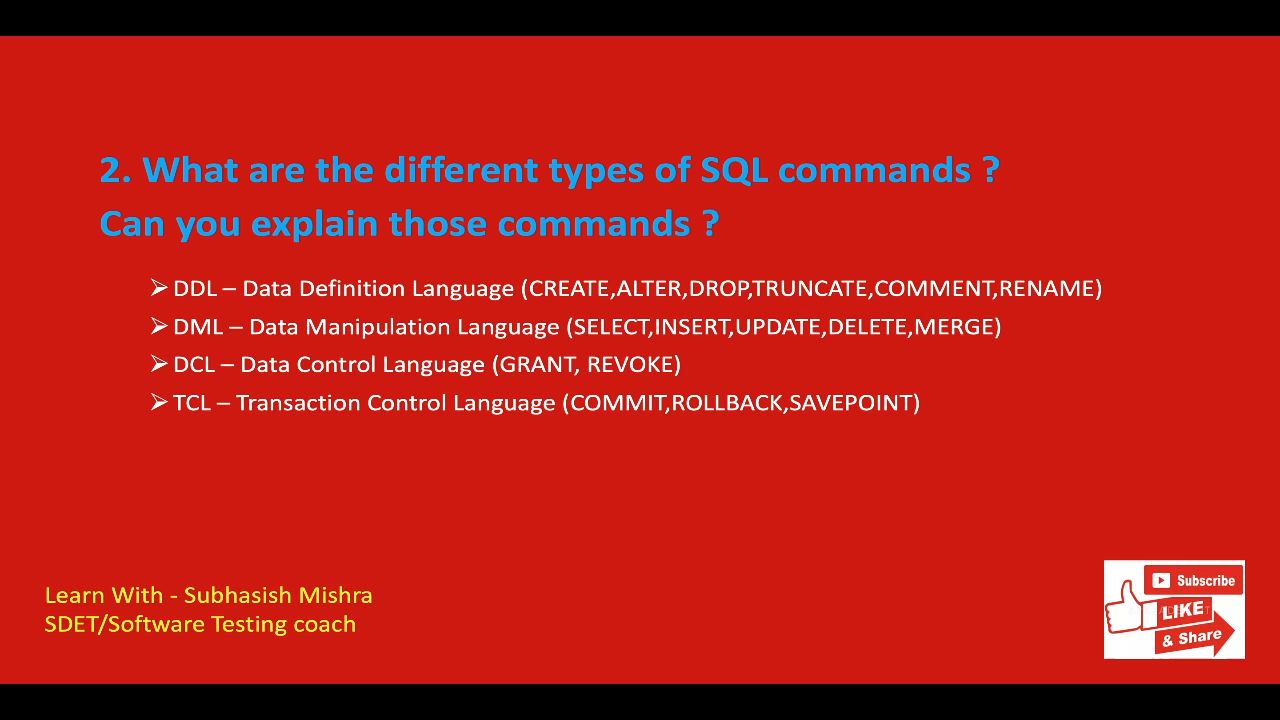 2. What are the different types of SQL commands ?
Can you explain those commands ?
➢ DDL – Data Definition Language (CREATE,ALTER,DROP,TRUNCATE,COMMENT,RENAME)
➢ DML – Data Manipulation Language (SELECT,INSERT,UPDATE,DELETE,MERGE)
➢ DCL – Data Control Language (GRANT, REVOKE)
➢ TCL – Transaction Control Language (COMMIT,ROLLBACK,SAVEPOINT)
Learn With - Subhasish Mishra
SDET/Software Testing coach
Subscribe
LIKE
& Share